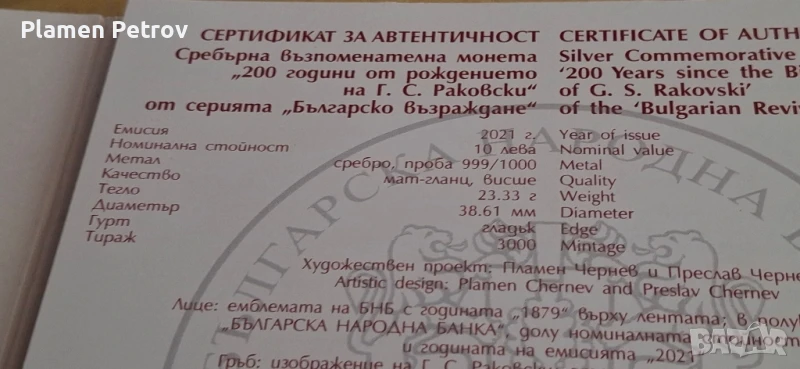 Plamen Petrov
СЕРТИФИКАТ ЗА АВТЕНТИЧНОСТ
Сребърна възпоменателна монета
„200 години от рождението
на Г. С. Раковски“
от серията „Българско възраждане“
CERTIFICATE OF AUTH
Silver Commemorative
'200 Years since the Bi
of G. S. Rakovski'
of the 'Bulgarian Reviv
Емисия 2021 г. Year of issue
Номинална стойност 10 лева Nominal value
Метал сребро, проба 999/1000 Metal
Качество мат-гланц, висше Quality
Тегло 23.33 г Weight
Диаметър 38.61 мм Diameter
Гурт гладък Edge
Тираж 3000 Mintage
Художествен проект: Пламен Чернев и Преслав Черне
Artistic design: Plamen Chernev and Preslav Chernev
Лице: емблемата на БНБ с годината „1879“ върху лентата; в полук
„БЪЛГАРСКА НАРОДНА БАНКА“, долу номиналната стойност
и годината на емисията „2021“
Гръб: изображение на Г. С. Раковски
БЪЛГАРСКА НАРОДНА Б
BAZAR